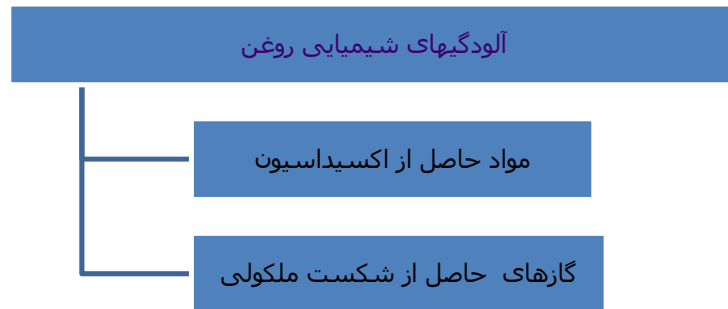 آلودگیهای شیمیایی روغن
مواد حاصل از اکسیداسیون
گازهای حاصل از شکست ملکولی